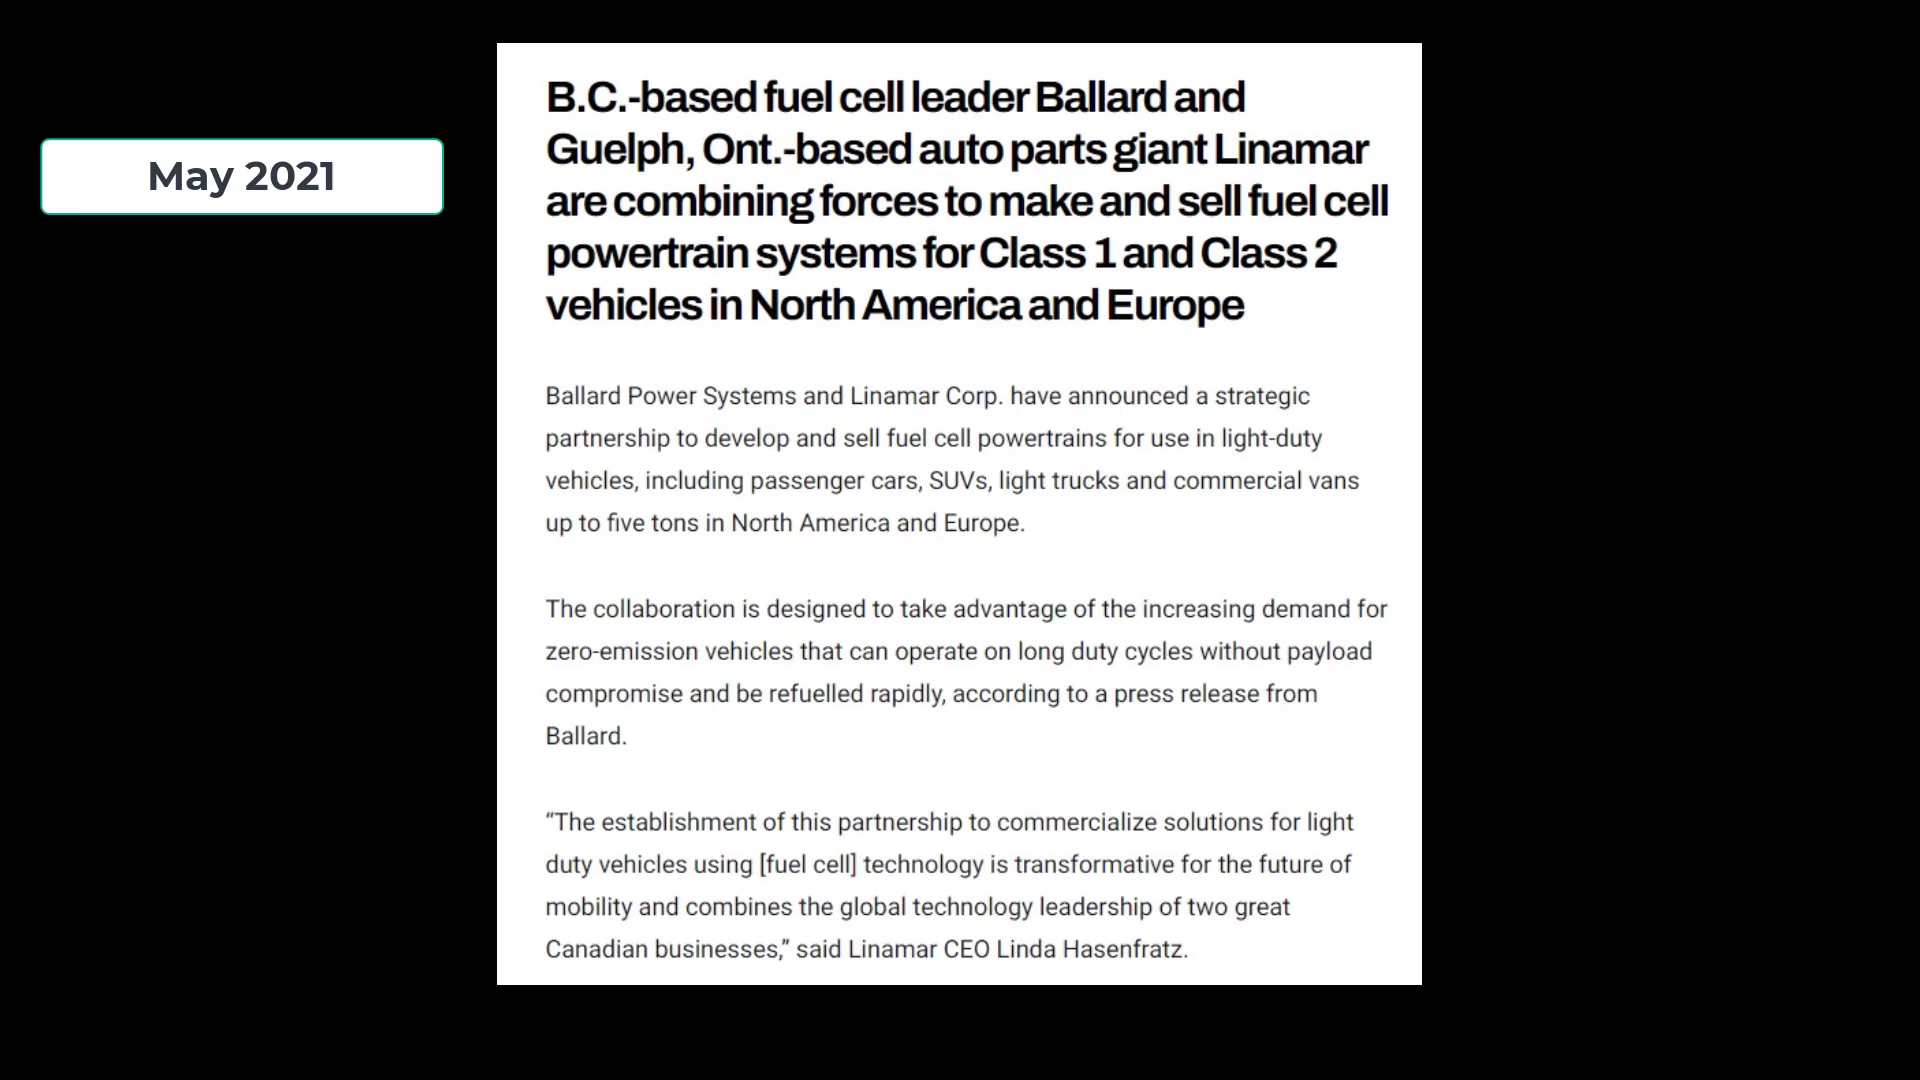 May 2021
B.C.-based fuel cell leader Ballard and
Guelph, Ont.-based auto parts giant Linamar
are combining forces to make and sell fuel cell
powertrain systems for Class 1 and Class 2
vehicles in North America and Europe
Ballard Power Systems and Linamar Corp. have announced a strategic
partnership to develop and sell fuel cell powertrains for use in light-duty
vehicles, including passenger cars, SUVs, light trucks and commercial vans
up to five tons in North America and Europe.
The collaboration is designed to take advantage of the increasing demand for
zero-emission vehicles that can operate on long duty cycles without payload
compromise and be refuelled rapidly, according to a press release from
Ballard.
“The establishment of this partnership to commercialize solutions for light
duty vehicles using [fuel cell] technology is transformative for the future of
mobility and combines the global technology leadership of two great
Canadian businesses,” said Linamar CEO Linda Hasenfratz.